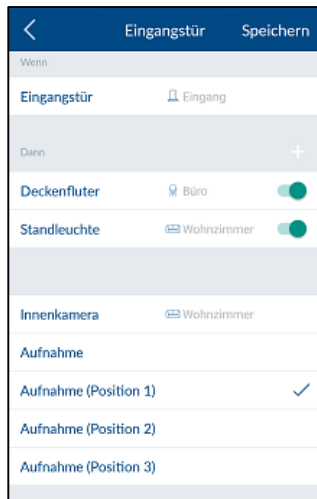 Eingangstür Speichern
Wenn
Eingangstür Eingang
Dann
Deckenfluter Büro
Standleuchte Wohnzimmer
Innenkamera Wohnzimmer
Aufnahme
Aufnahme (Position 1)
Aufnahme (Position 2)
Aufnahme (Position 3)